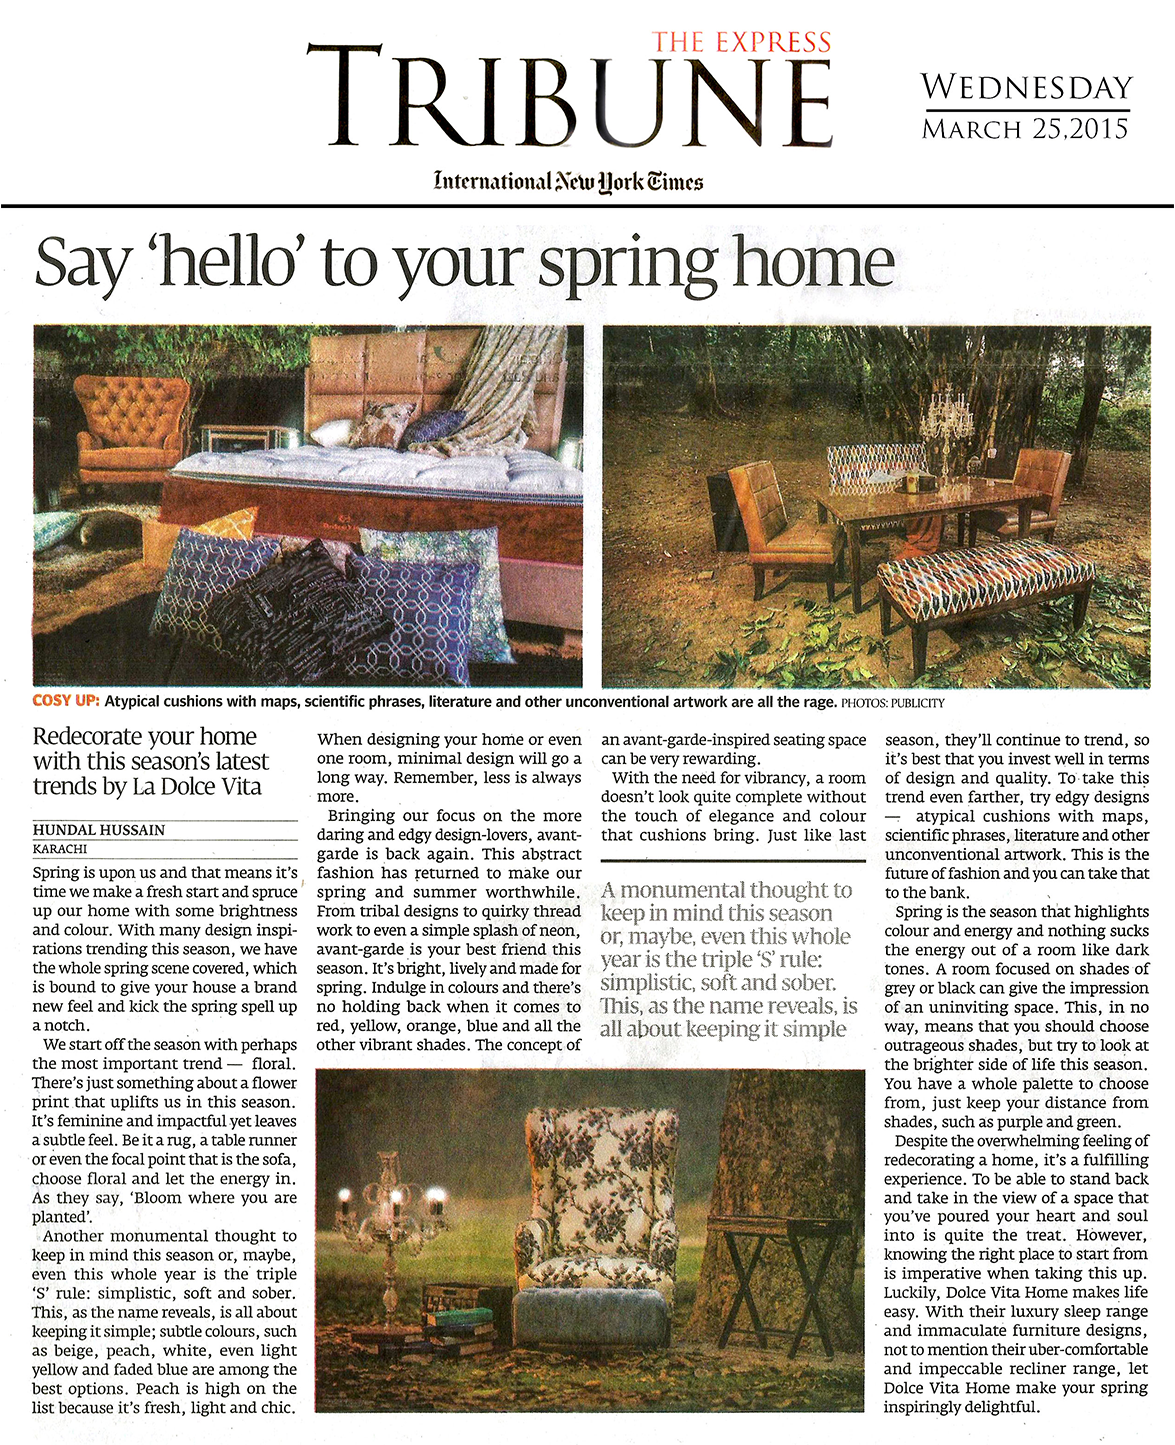 THE EXPRESS
TRIBUNE
International New York Times
WEDNESDAY
MARCH 25,2015
Say ‘hello’ to your spring home
COSY UP: Atypical cushions with maps, scientific phrases, literature and other unconventional artwork are all the rage. PHOTOS: PUBLICITY
Redecorate your home
with this season’s latest
trends by La Dolce Vita
HUNDAL HUSSAIN
KARACHI
Spring is upon us and that means it’s
time we make a fresh start and spruce
up our home with some brightness
and colour. With many design inspi-
rations trending this season, we have
the whole spring scene covered, which
is bound to give your house a brand
new feel and kick the spring spell up
a notch.
We start off the season with perhaps
the most important trend — floral.
There’s just something about a flower
print that uplifts us in this season.
It’s feminine and impactful yet leaves
a subtle feel. Be it a rug, a table runner
or even the focal point that is the sofa,
choose floral and let the energy in.
As they say, ‘Bloom where you are
planted’.
Another monumental thought to
keep in mind this season or, maybe,
even this whole year is the triple
‘S’ rule: simplistic, soft and sober.
This, as the name reveals, is all about
keeping it simple; subtle colours, such
as beige, peach, white, even light
yellow and faded blue are among the
best options. Peach is high on the
list because it’s fresh, light and chic.
When designing your home or even
one room, minimal design will go a
long way. Remember, less is always
more.
Bringing our focus on the more
daring and edgy design-lovers, avant-
garde is back again. This abstract
fashion has returned to make our
spring and summer worthwhile.
From tribal designs to quirky thread
work to even a simple splash of neon,
avant-garde is your best friend this
season. It’s bright, lively and made for
spring. Indulge in colours and there’s
no holding back when it comes to
red, yellow, orange, blue and all the
other vibrant shades. The concept of
an avant-garde-inspired seating space
can be very rewarding.
With the need for vibrancy, a room
doesn’t look quite complete without
the touch of elegance and colour
that cushions bring. Just like last
A monumental thought to
keep in mind this season
or, maybe, even this whole
year is the triple ‘S’ rule:
simplistic, soft and sober.
This, as the name reveals, is
all about keeping it simple
season, they’ll continue to trend, so
it’s best that you invest well in terms
of design and quality. To take this
trend even farther, try edgy designs
— atypical cushions with maps,
scientific phrases, literature and other
unconventional artwork. This is the
future of fashion and you can take that
to the bank.
Spring is the season that highlights
colour and energy and nothing sucks
the energy out of a room like dark
tones. A room focused on shades of
grey or black can give the impression
of an uninviting space. This, in no
way, means that you should choose
outrageous shades, but try to look at
the brighter side of life this season.
You have a whole palette to choose
from, just keep your distance from
shades, such as purple and green.
Despite the overwhelming feeling of
redecorating a home, it’s a fulfilling
experience. To be able to stand back
and take in the view of a space that
you’ve poured your heart and soul
into is quite the treat. However,
knowing the right place to start from
is imperative when taking this up.
Luckily, Dolce Vita Home makes life
easy. With their luxury sleep range
and immaculate furniture designs,
not to mention their uber-comfortable
and impeccable recliner range, let
Dolce Vita Home make your spring
inspiringly delightful.